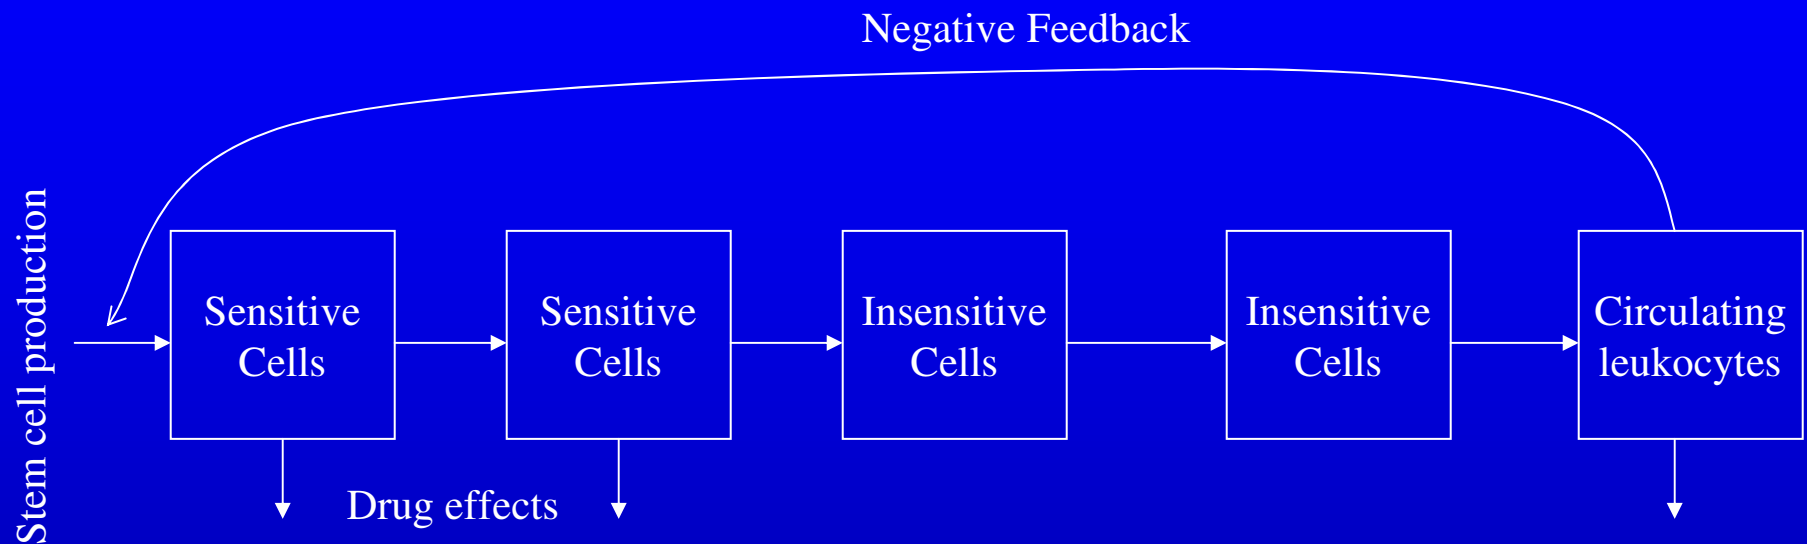 Negative Feedback
Stem cell production
Sensitive
Cells
Sensitive
Cells
Insensitive
Cells
Insensitive
Cells
Circulating
leukocytes
Drug effects